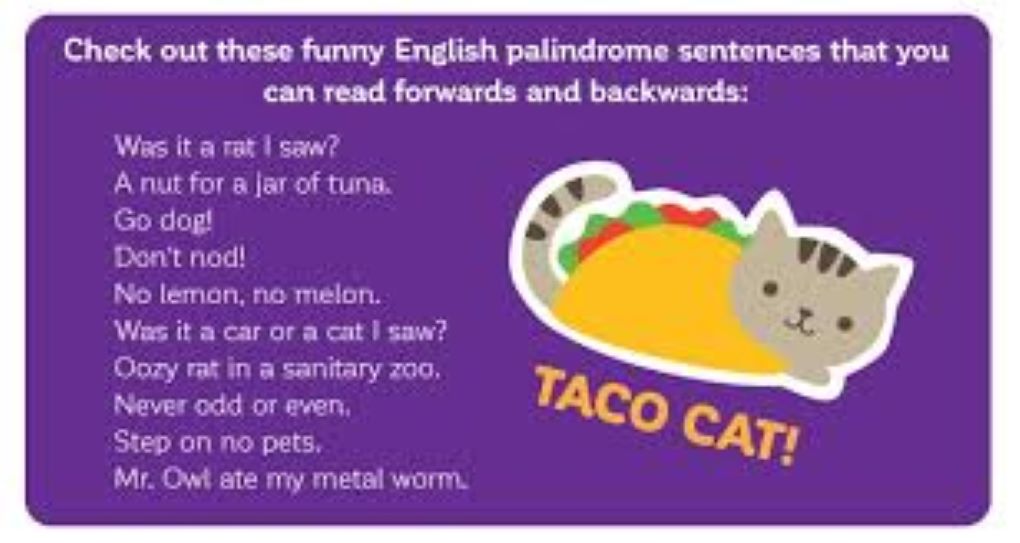 Check out these funny English palindrome sentences that you
can read forwards and backwards:
Was it a rat I saw?
A nut for a jar of tuna.
Go dog!
Don't nod!
No lemon, no melon.
Was it a car or a cat I saw?
Oozy rat in a sanitary zoo.
Never odd or even.
Step on no pets.
Mr. Owl ate my metal worm.
TACO CAT!